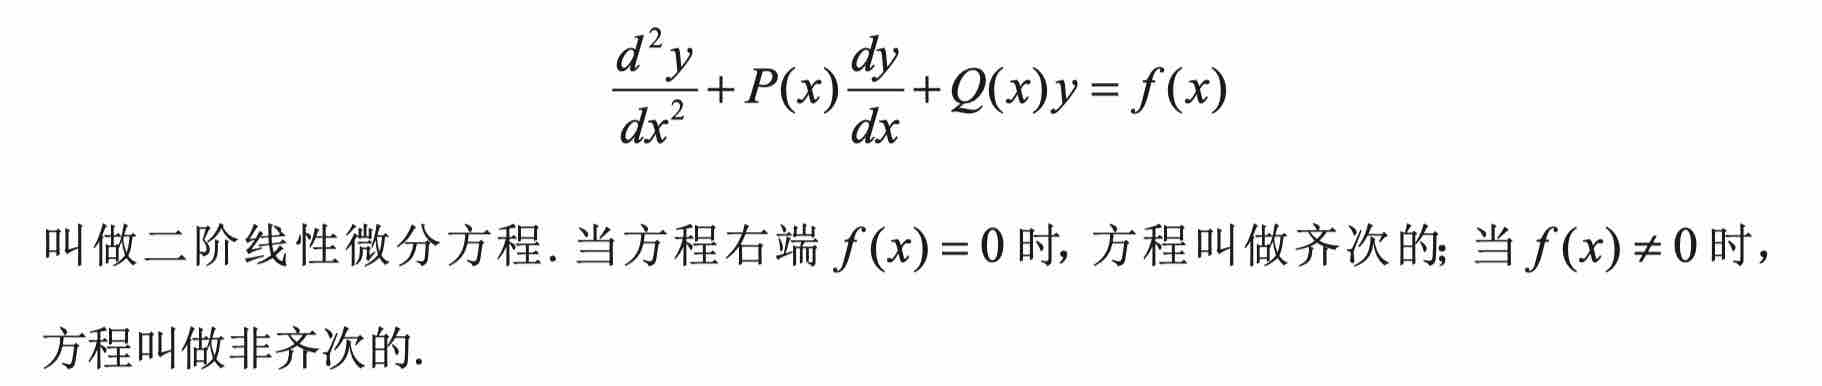 d²y/dx² + P(x) dy/dx + Q(x)y = f(x)
叫做二阶线性微分方程. 当方程右端 f(x) = 0 时, 方程叫做齐次的; 当 f(x) ≠ 0 时,
方程叫做非齐次的.